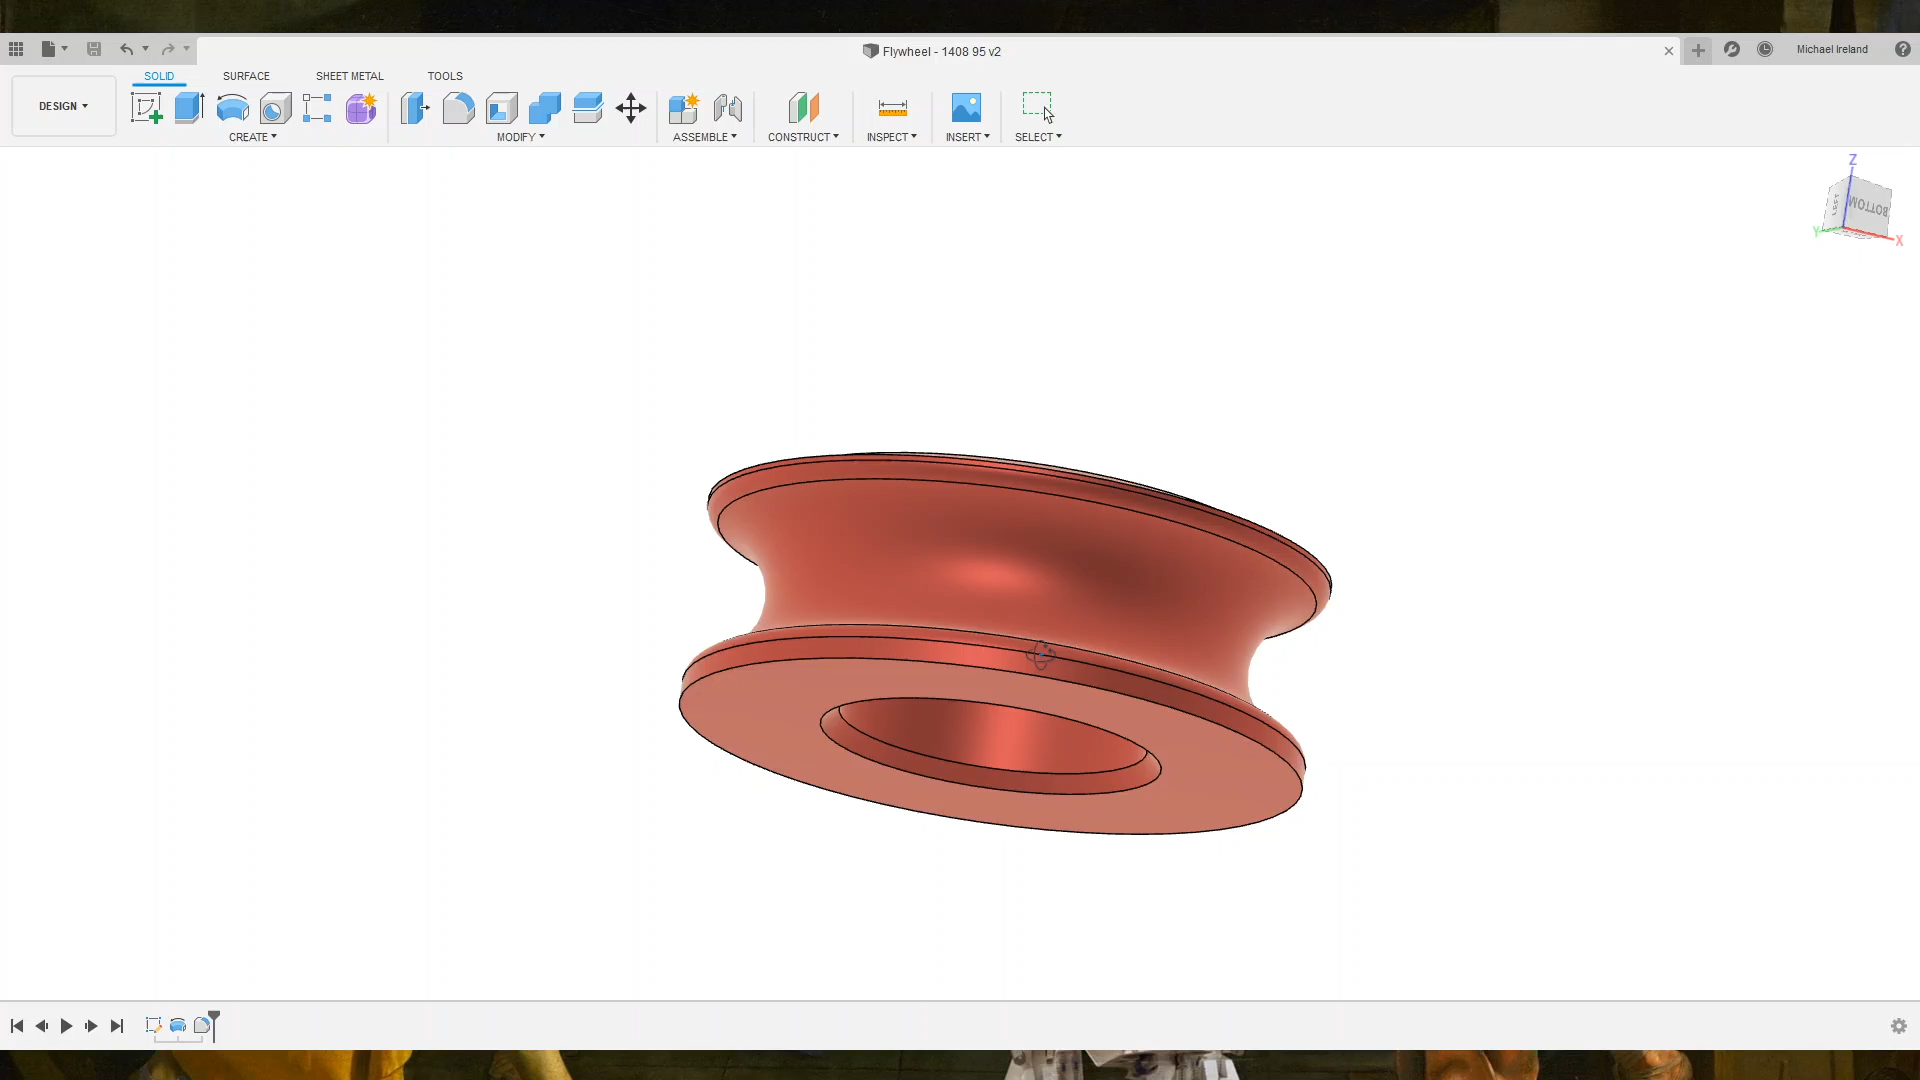 Flywheel - 1408 95 v2
Michael Ireland
SOLID
SURFACE
SHEET METAL
TOOLS
DESIGN
CREATE
MODIFY
ASSEMBLE
CONSTRUCT
INSPECT
INSERT
SELECT
Z
BOTTOM
Y
X